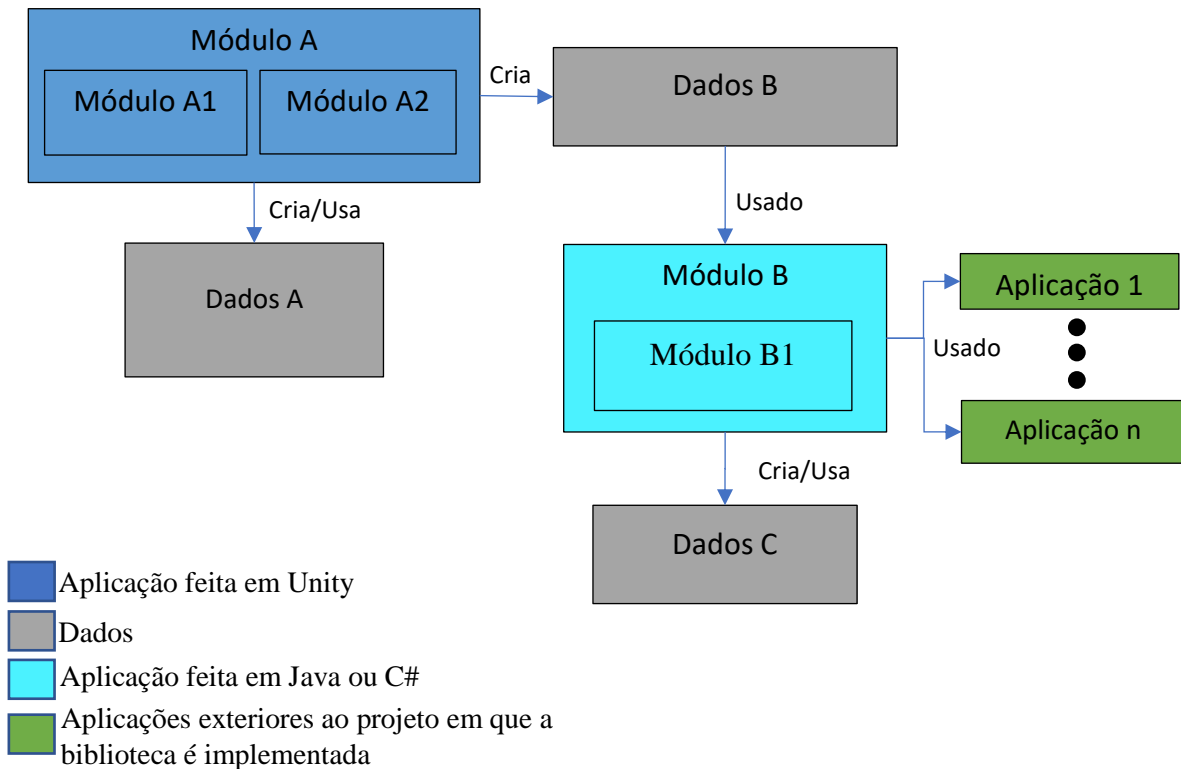 Módulo A
Módulo A1
Módulo A2
Cria
Dados B
Cria/Usa
Usado
Dados A
Módulo B
Módulo B1
Usado
Aplicação 1
Aplicação n
Cria/Usa
Dados C
Aplicação feita em Unity
Dados
Aplicação feita em Java ou C#
Aplicações exteriores ao projeto em que a
biblioteca é implementada